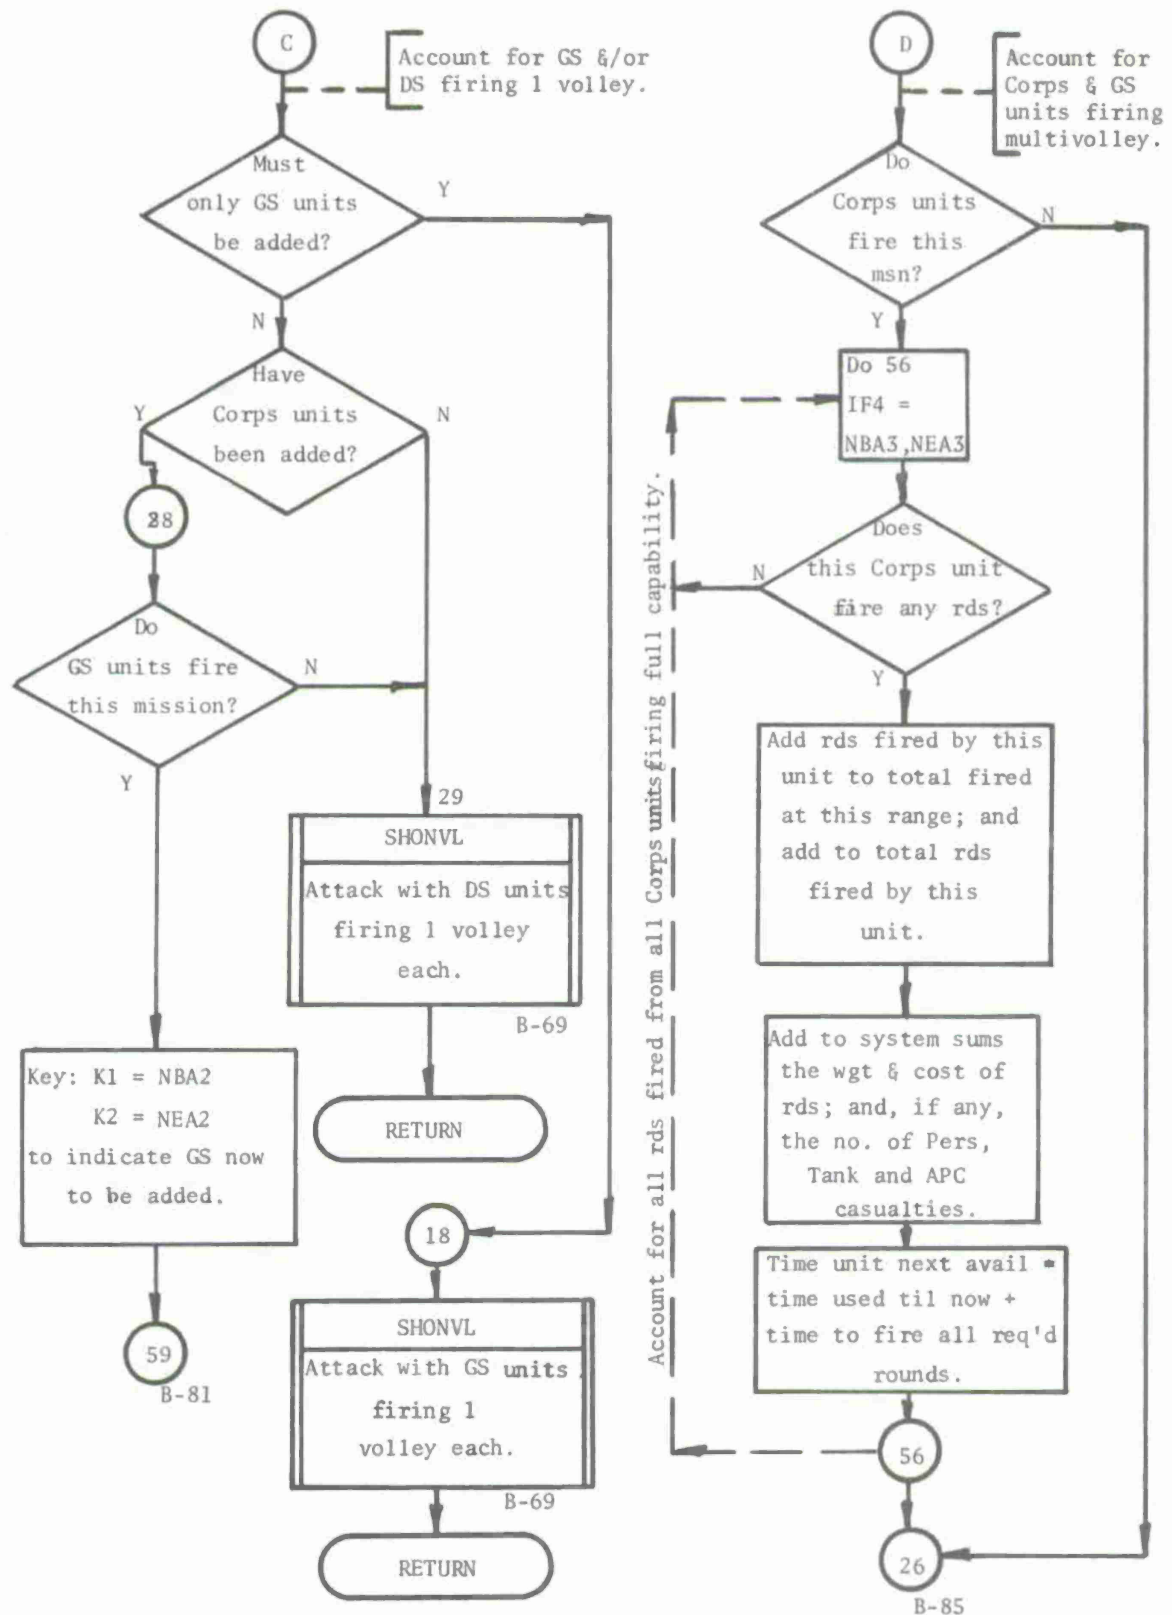 C
Account for GS &/or
DS firing 1 volley.
Must
only GS units
be added?
Y
N
Have
Corps units
been added?
Y
N
28
Do
GS units fire
this mission?
N
Y
29
SHONVL
Attack with DS units
firing 1 volley
each.
B-69
RETURN
Key: K1 = NBA2
K2 = NEA2
to indicate GS now
to be added.
59
B-81
18
SHONVL
Attack with GS units
firing 1
volley each.
B-69
RETURN
D
Account for
Corps & GS
units firing
multivolley.
Do
Corps units
fire this
msn?
N
Y
Do 56
IF4 =
NBA3,NEA3
Does
this Corps unit
fire any rds?
N
Y
Account for all rds fired from all Corps units firing full capability.
Add rds fired by this
unit to total fired
at this range; and
add to total rds
fired by this
unit.
Add to system sums
the wgt & cost of
rds; and, if any,
the no. of Pers,
Tank and APC
casualties.
Time unit next avail =
time used til now +
time to fire all req'd
rounds.
56
26
B-85